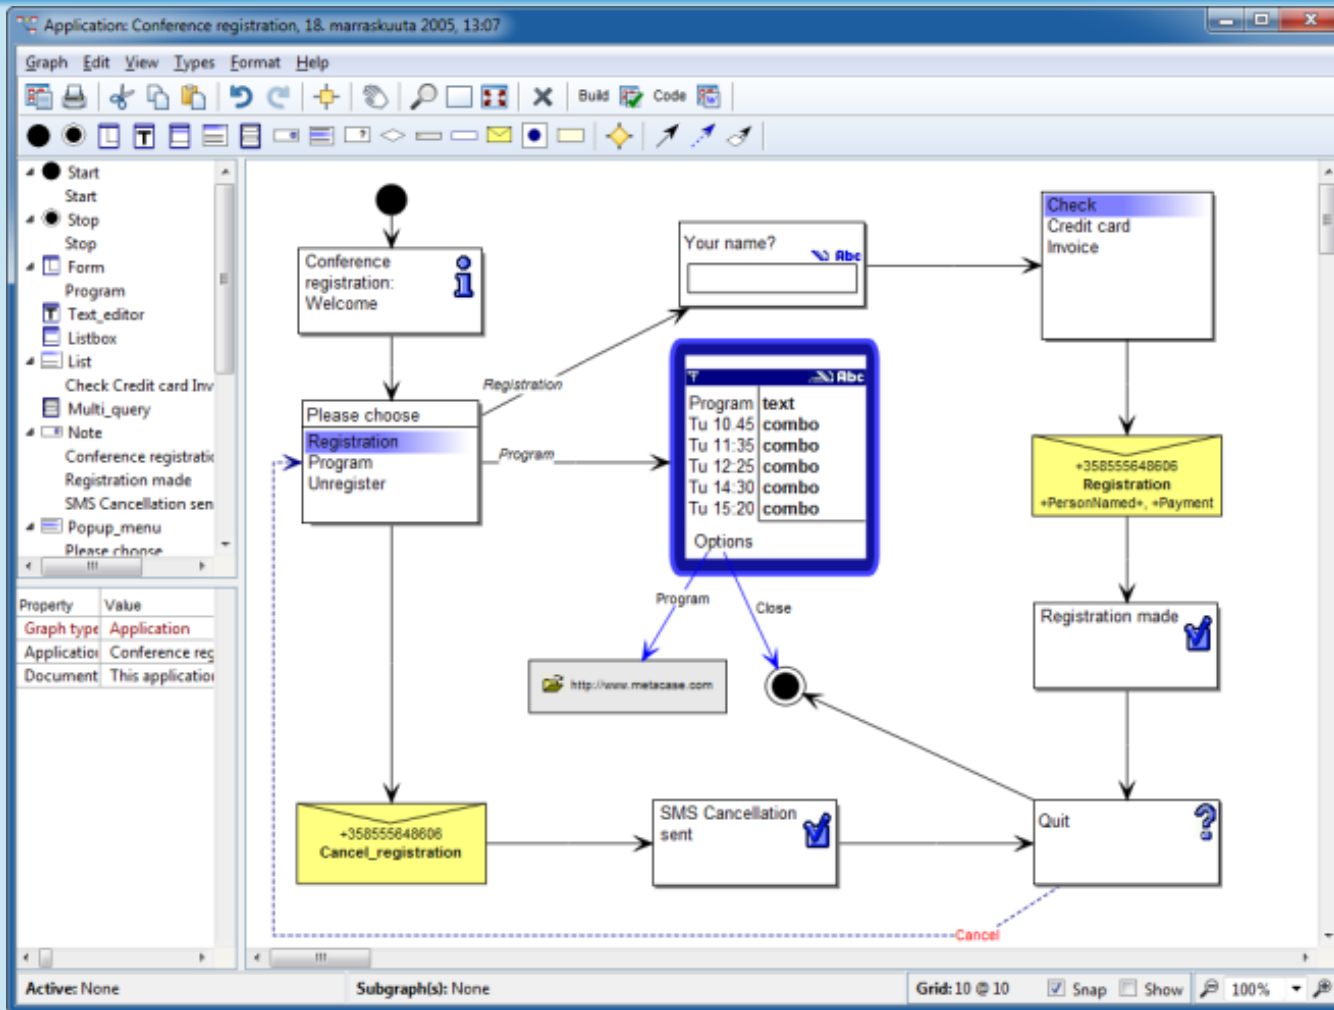 Application: Conference registration, 18. marraskuuta 2005, 13:07
Graph Edit View Types Format Help
Build Code
Start
Start
Stop
Stop
Form
Program
Text_editor
Listbox
List
Check Credit card Inv
Multi_query
Note
Conference registratio
Registration made
SMS Cancellation sen
Popup_menu
Please choose
Property Value
Graph type Application
Applicatio Conference reg
Document This applicatio
Conference
registration:
Welcome
Please choose
Registration
Program
Unregister
Registration
Program
Your name?
Abc
Check
Credit card
Invoice
Abc
Program text
Tu 10.45 combo
Tu 11:35 combo
Tu 12:25 combo
Tu 14:30 combo
Tu 15:20 combo
Options
Program
Close
http://www.metacase.com
+358555648606
Registration
+PersonNamed+, +Payment
Registration made
+358555648606
Cancel_registration
SMS Cancellation
sent
Quit
Cancel
Active: None Subgraph(s): None Grid: 10 @ 10 Snap Show 100%